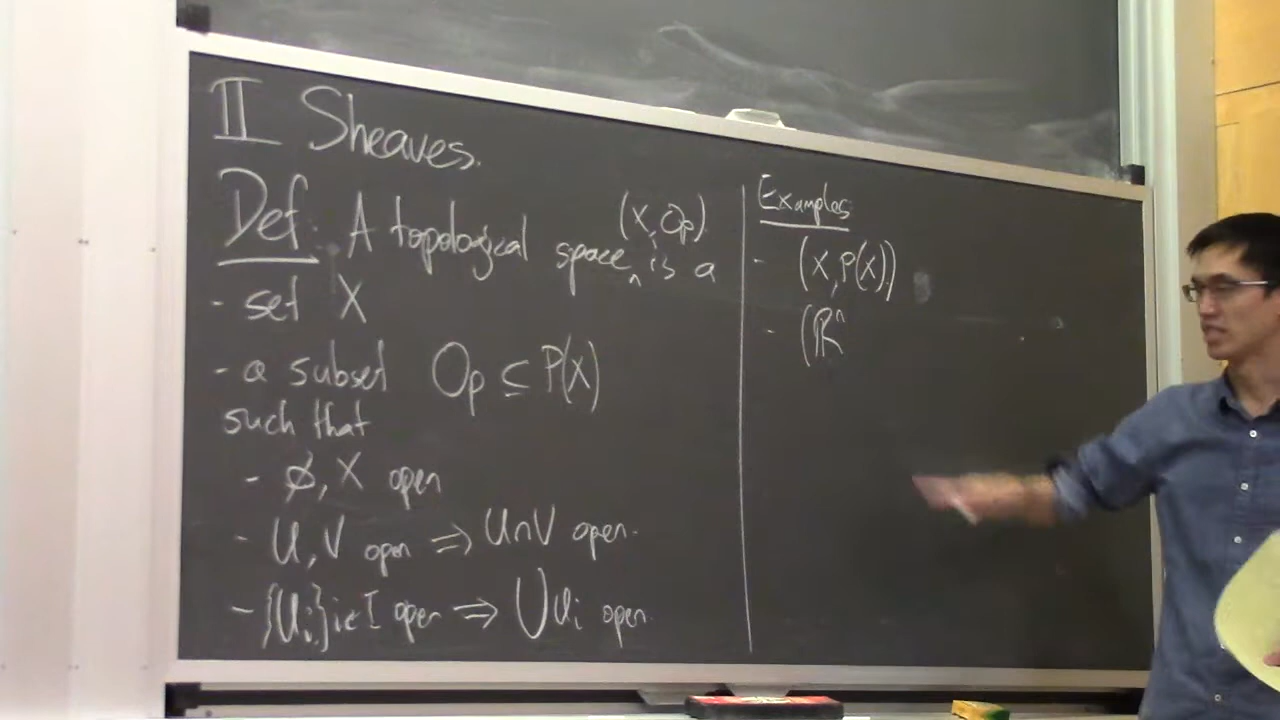 II Sheaves.
Def: A topological space (X, Op) is a
- set X
- a subset Op ⊆ P(X)
such that
- ∅, X open
- U, V open ⇒ U∩V open.
- {Ui}i∈I open ⇒ ⋃Ui open.
Examples
- (X, P(X))
- (ℝⁿ